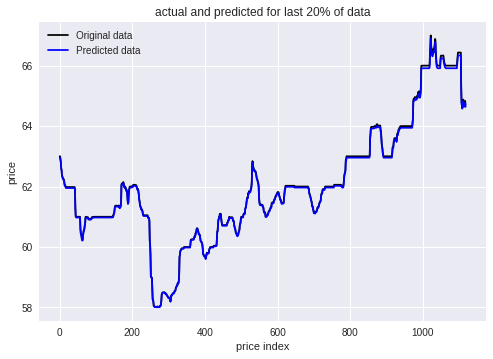 actual and predicted for last 20% of data
Original data
Predicted data
66
64
62
60
58
price
0
200
400
600
800
1000
price index